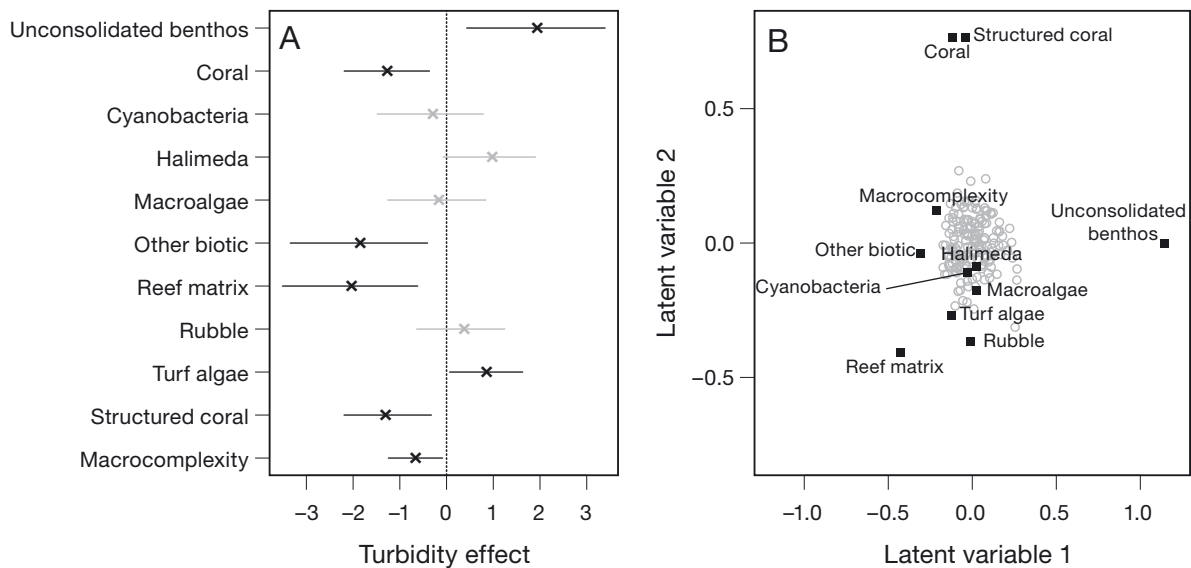 A
Unconsolidated benthos
Coral
Cyanobacteria
Halimeda
Macroalgae
Other biotic
Reef matrix
Rubble
Turf algae
Structured coral
Macrocomplexity
−3 −2 −1 0 1 2 3
Turbidity effect
B
Latent variable 2
0.5
0.0
−0.5
Structured coral
Coral
Macrocomplexity
Unconsolidated
benthos
Other biotic
Halimeda
Cyanobacteria
Macroalgae
Turf algae
Rubble
Reef matrix
−1.0 −0.5 0.0 0.5 1.0
Latent variable 1